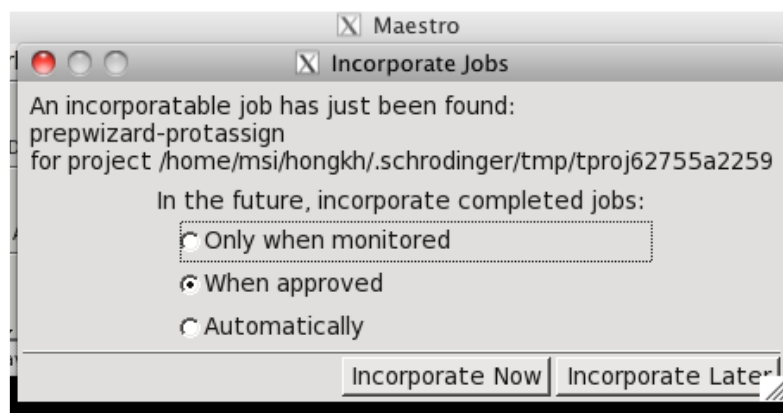 X Maestro
X Incorporate Jobs
An incorporatable job has just been found:
prepwizard-protassign
for project /home/msi/hongkh/.schrodinger/tmp/tproj62755a2259
In the future, incorporate completed jobs:
Only when monitored
When approved
Automatically
Incorporate Now Incorporate Later